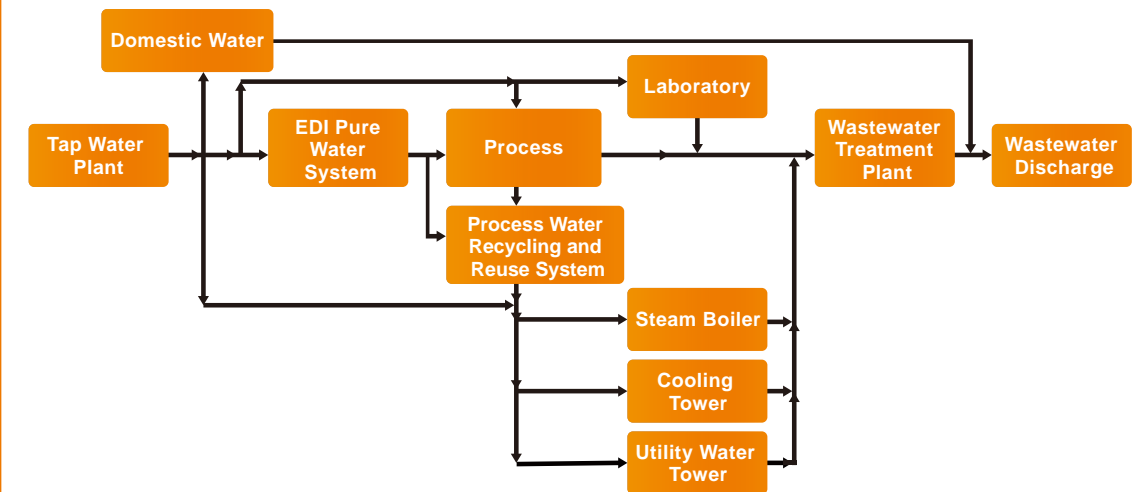 Domestic Water
Laboratory
Tap Water
Plant
EDI Pure
Water
System
Process
Wastewater
Treatment
Plant
Wastewater
Discharge
Process Water
Recycling and
Reuse System
Steam Boiler
Cooling
Tower
Utility Water
Tower